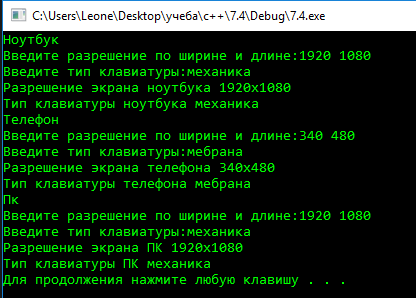 C:\Users\Leone\Desktop\учеба\c++\7.4\Debug\7.4.exe
Ноутбук
Введите разрешение по ширине и длине:1920 1080
Введите тип клавиатуры:механика
Разрешение экрана ноутбука 1920x1080
Тип клавиатуры ноутбука механика
Телефон
Введите разрешение по ширине и длине:340 480
Введите тип клавиатуры:мебрана
Разрешение экрана телефона 340x480
Тип клавиатуры телефона мебрана
Пк
Введите разрешение по ширине и длине:1920 1080
Введите тип клавиатуры:механика
Разрешение экрана ПК 1920x1080
Тип клавиатуры ПК механика
Для продолжения нажмите любую клавишу . . .